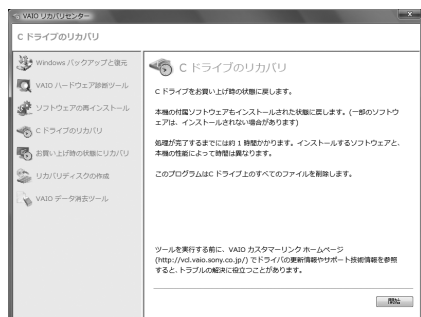 VAIO リカバリセンター
C ドライブのリカバリ
Windows バックアップと復元
VAIO ハードウェア診断ツール
ソフトウェアの再インストール
C ドライブのリカバリ
お買い上げ時の状態にリカバリ
リカバリディスクの作成
VAIO データ消去ツール
C ドライブのリカバリ
C ドライブをお買い上げ時の状態に戻します。
本機の付属ソフトウェアもインストールされた状態に戻します。(一部のソフトウ
ェアは、インストールされない場合があります)
処理が完了するまでには約 1 時間かかります。インストールするソフトウェアと、
本機の性能によって時間は異なります。
このプログラムはC ドライブ上のすべてのファイルを削除します。
ツールを実行する前に、VAIO カスタマーリンク ホームページ
(http://vcl.vaio.sony.co.jp/) でドライバの更新情報やサポート技術情報を参照
すると、トラブルの解決に役立つことがあります。
開始